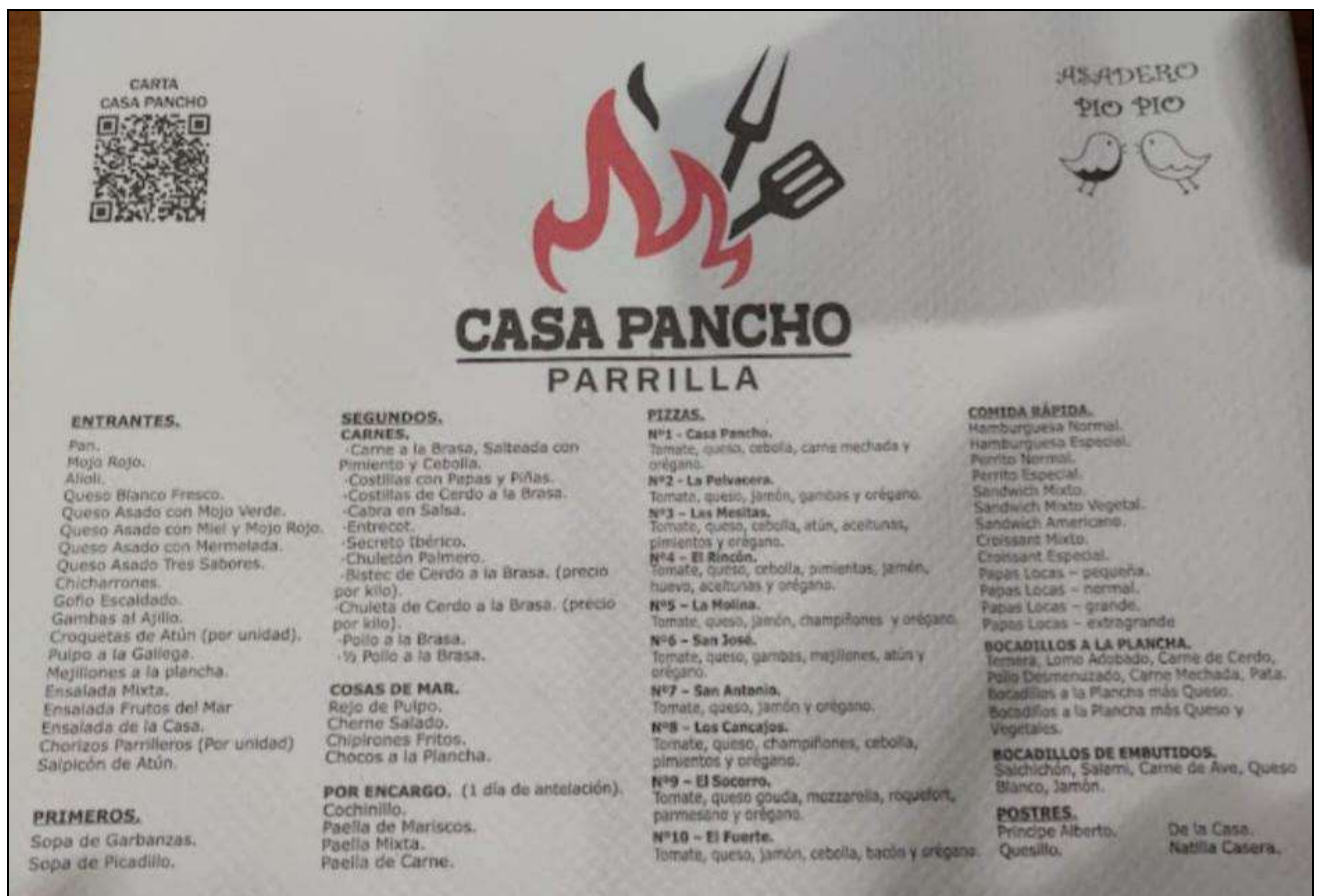 CARTA
CASA PANCHO
ASADERO
PIO PIO
CASA PANCHO
PARRILLA
ENTRANTES.
Pan.
Mojo Rojo.
Alioli.
Queso Blanco Fresco.
Queso Asado con Mojo Verde.
Queso Asado con Miel y Mojo Rojo.
Queso Asado con Mermelada.
Queso Asado Tres Sabores.
Chicharrones.
Gofio Escaldado.
Gambas al Ajillo.
Croquetas de Atún (por unidad).
Pulpo a la Gallega.
Mejillones a la plancha.
Ensalada Mixta.
Ensalada Frutos del Mar
Ensalada de la Casa.
Chorizos Parrilleros (Por unidad)
Salpicón de Atún.
PRIMEROS.
Sopa de Garbanzas.
Sopa de Picadillo.
SEGUNDOS.
CARNES.
·Carne a la Brasa, Salteada con
Pimiento y Cebolla.
·Costillas con Papas y Piñas.
·Costillas de Cerdo a la Brasa.
·Cabra en Salsa.
·Entrecot.
·Secreto Ibérico.
·Chuletón Palmero.
·Bistec de Cerdo a la Brasa. (precio
por kilo).
·Chuleta de Cerdo a la Brasa. (precio
por kilo).
·Pollo a la Brasa.
·½ Pollo a la Brasa.
COSAS DE MAR.
Rejo de Pulpo.
Cherne Salado.
Chipirones Fritos.
Chocos a la Plancha.
POR ENCARGO. (1 día de antelación).
Cochinillo.
Paella de Mariscos.
Paella Mixta.
Paella de Carne.
PIZZAS.
Nº1 - Casa Pancho.
Tomate, queso, cebolla, carne mechada y
orégano.
Nº2 - La Polvacera.
Tomate, queso, jamón, gambas y orégano.
Nº3 – Las Mesitas.
Tomate, queso, cebolla, atún, aceitunas,
pimientos y orégano.
Nº4 – El Rincón.
Tomate, queso, cebolla, pimientos, jamón,
huevo, aceitunas y orégano.
Nº5 – La Molina.
Tomate, queso, jamón, champiñones y orégano.
Nº6 – San José.
Tomate, queso, gambas, mejillones, atún y
orégano.
Nº7 – San Antonio.
Tomate, queso, jamón y orégano.
Nº8 – Los Cancajos.
Tomate, queso, champiñones, cebolla,
pimientos y orégano.
Nº9 – El Socorro.
Tomate, queso gouda, mozzarella, roquefort,
parmesano y orégano.
Nº10 – El Fuerte.
Tomate, queso, jamón, cebolla, bacón y orégano.
COMIDA RÁPIDA.
Hamburguesa Normal.
Hamburguesa Especial.
Perrito Normal.
Perrito Especial.
Sandwich Mixto.
Sandwich Mixto Vegetal.
Sandwich Americano.
Croissant Mixto.
Croissant Especial.
Papas Locas – pequeña.
Papas Locas – normal.
Papas Locas – grande.
Papas Locas – extragrande
BOCADILLOS A LA PLANCHA.
Ternera, Lomo Adobado, Carne de Cerdo,
Pollo Desmenuzado, Carne Mechada, Pata.
Bocadillos a la Plancha más Queso.
Bocadillos a la Plancha más Queso y
Vegetales.
BOCADILLOS DE EMBUTIDOS.
Salchichón, Salami, Carne de Ave, Queso
Blanco, Jamón.
POSTRES.
Príncipe Alberto. De la Casa.
Quesillo. Natilla Casera.